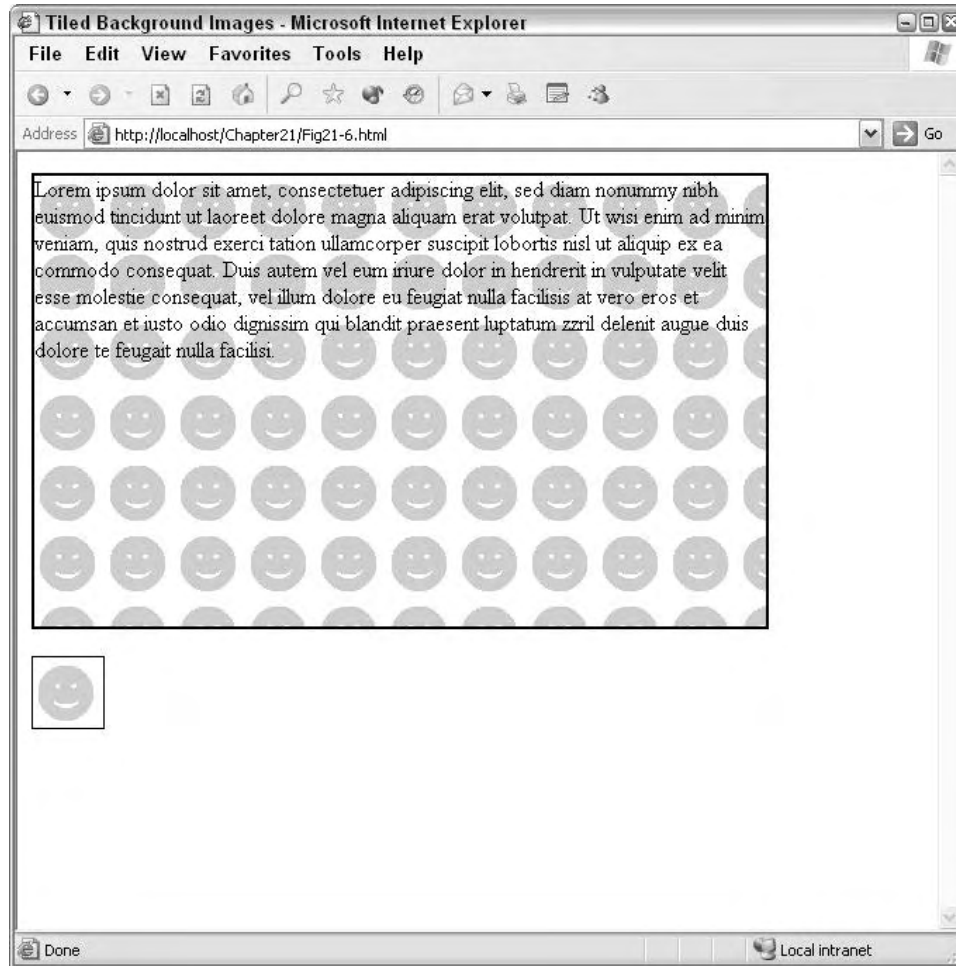 Tiled Background Images - Microsoft Internet Explorer
File Edit View Favorites Tools Help
Address http://localhost/Chapter21/Fig21-6.html Go
Lorem ipsum dolor sit amet, consectetuer adipiscing elit, sed diam nonummy nibh
euismod tincidunt ut laoreet dolore magna aliquam erat volutpat. Ut wisi enim ad minim
veniam, quis nostrud exerci tation ullamcorper suscipit lobortis nisl ut aliquip ex ea
commodo consequat. Duis autem vel eum iriure dolor in hendrerit in vulputate velit
esse molestie consequat, vel illum dolore eu feugiat nulla facilisis at vero eros et
accumsan et iusto odio dignissim qui blandit praesent luptatum zzril delenit augue duis
dolore te feugait nulla facilisi.
Done Local intranet